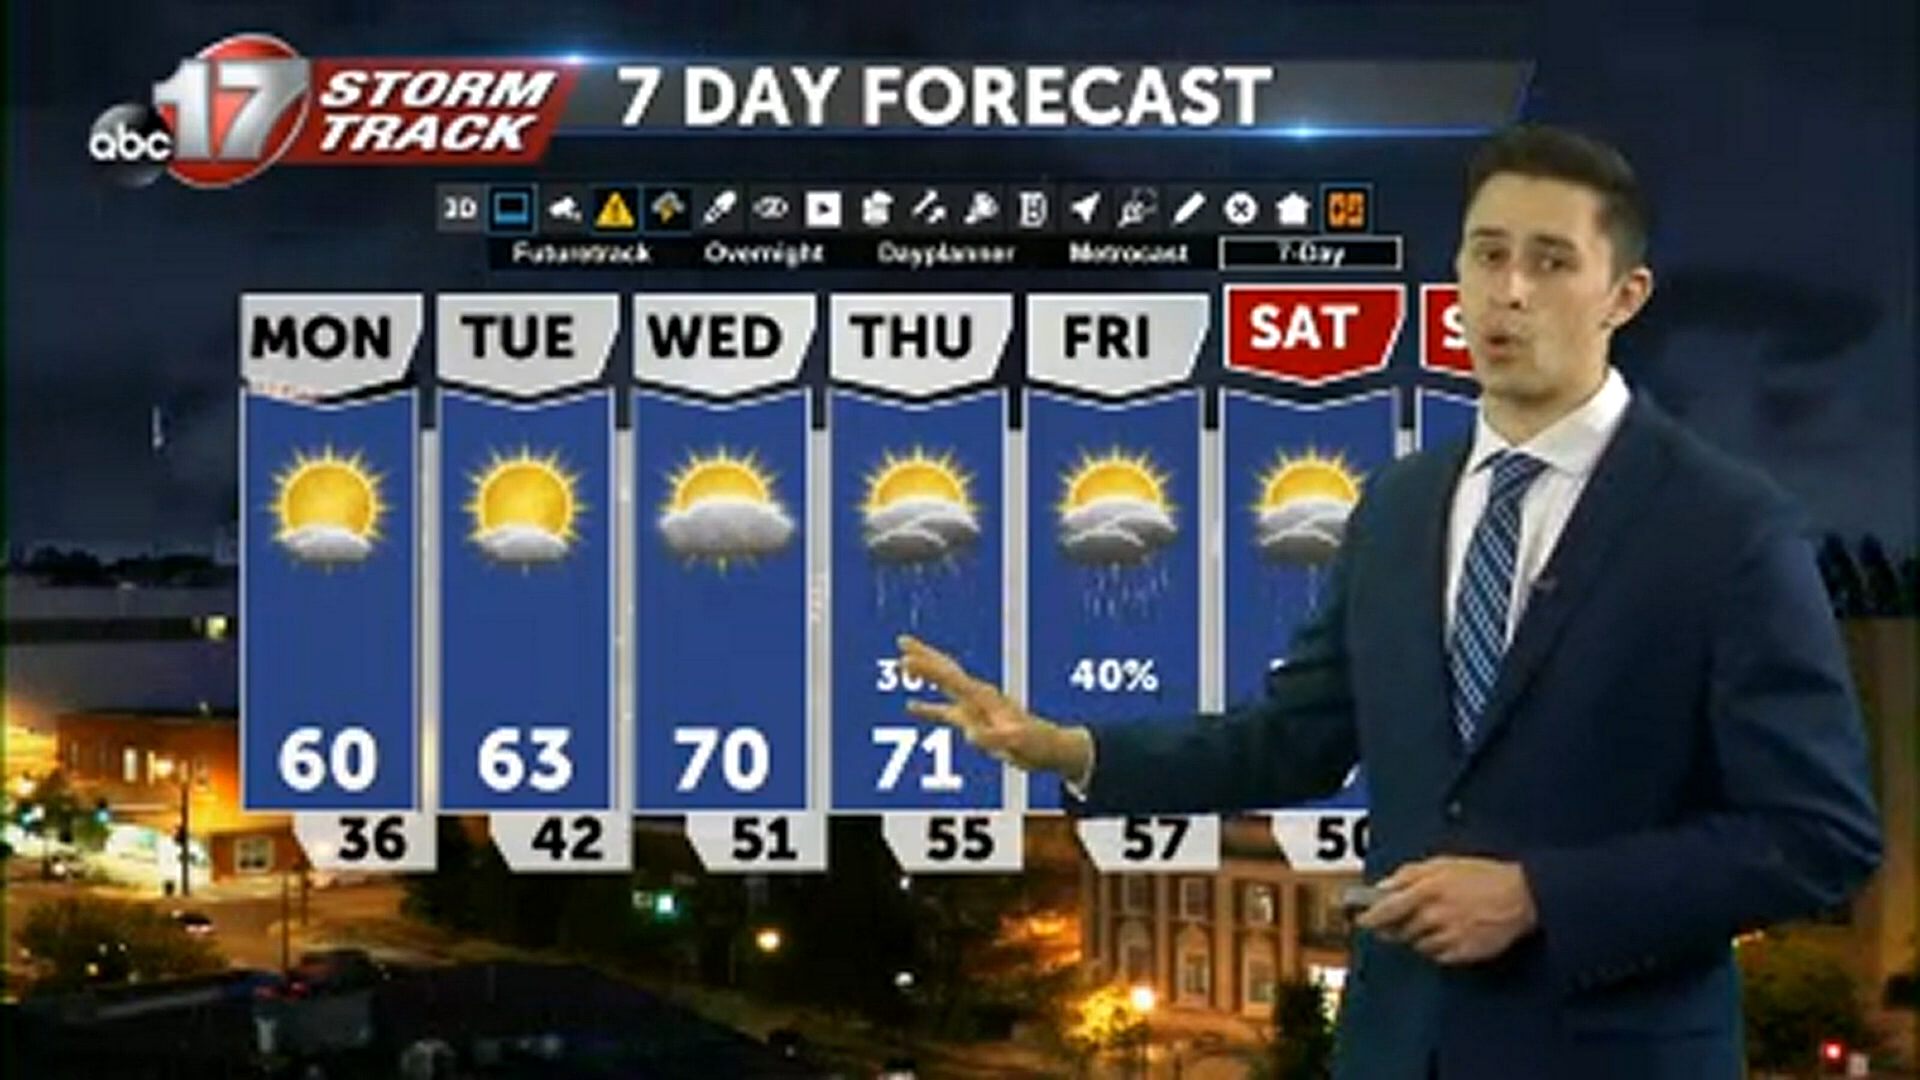 abc 17 STORM TRACK
7 DAY FORECAST
3D
Futuretrack Overnight Dayplanner Metrocast 7-Day
MON TUE WED THU FRI SAT
40%
60 63 70 71
36 42 51 55 57 50